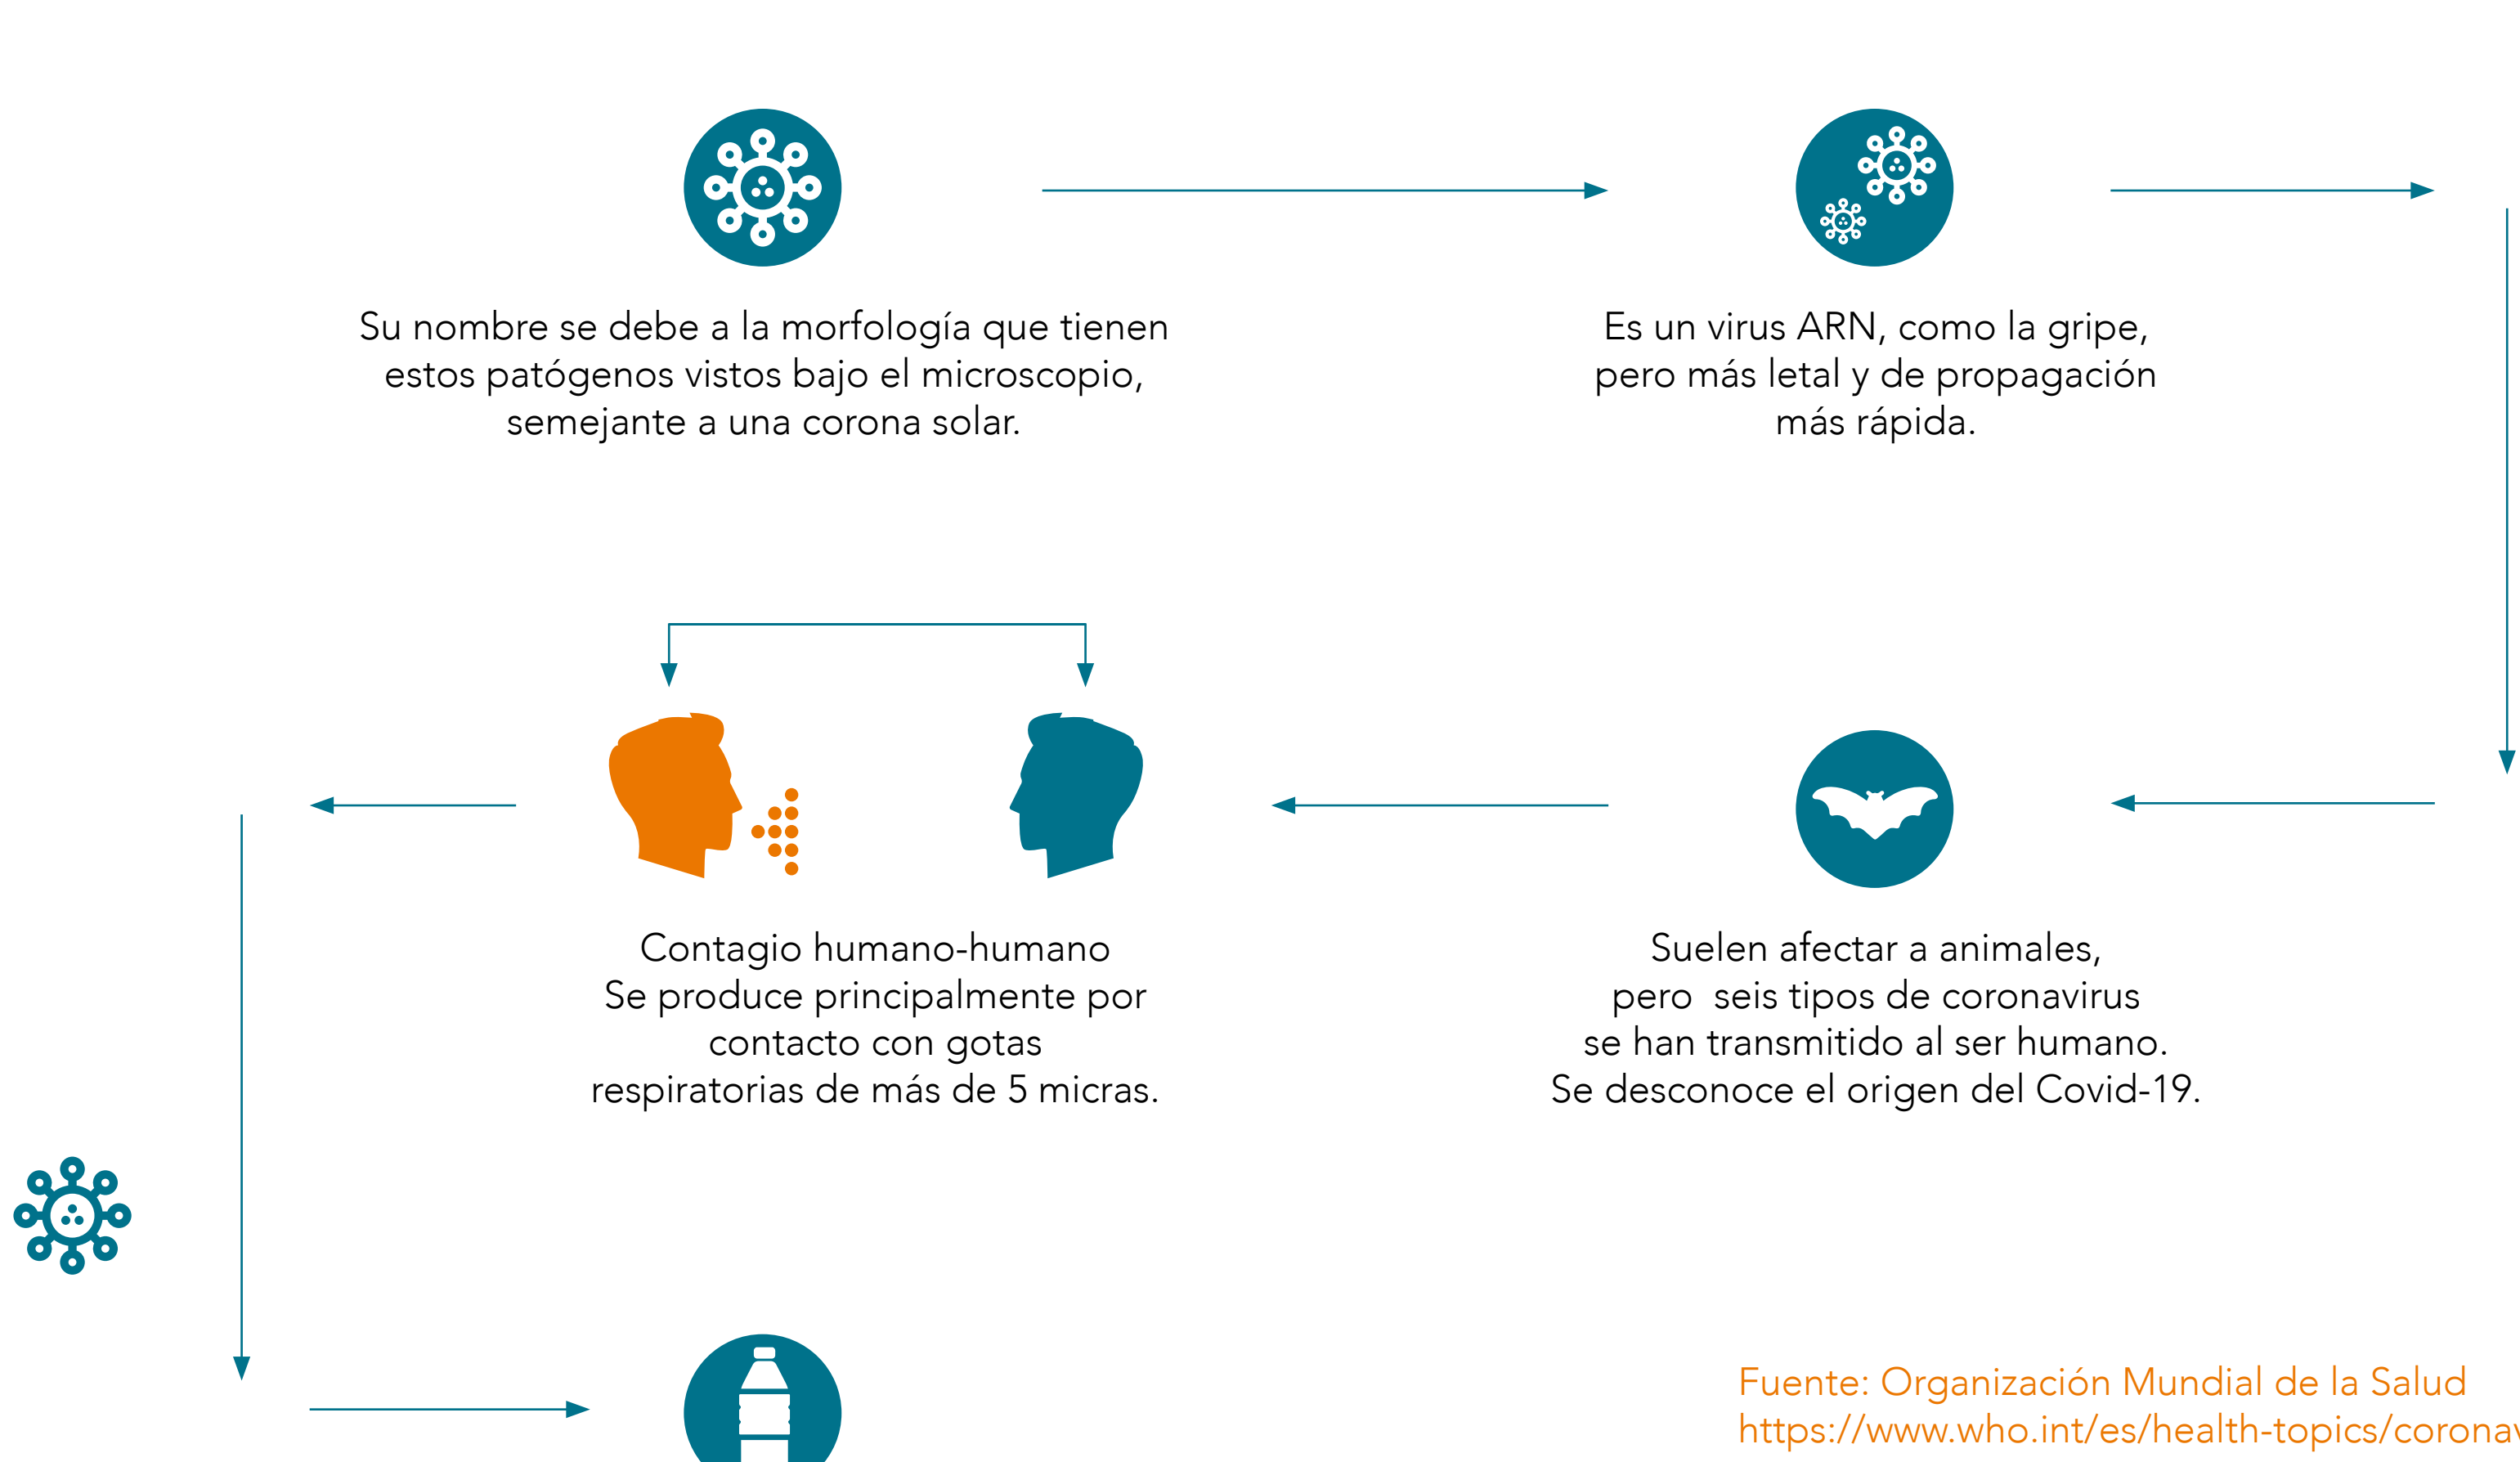 Su nombre se debe a la morfología que tienen
estos patógenos vistos bajo el microscopio,
semejante a una corona solar.
Es un virus ARN, como la gripe,
pero más letal y de propagación
más rápida.
Contagio humano-humano
Se produce principalmente por
contacto con gotas
respiratorias de más de 5 micras.
Suelen afectar a animales,
pero  seis tipos de coronavirus
se han transmitido al ser humano.
Se desconoce el origen del Covid-19.
Fuente: Organización Mundial de la Salud
https://www.who.int/es/health-topics/corona